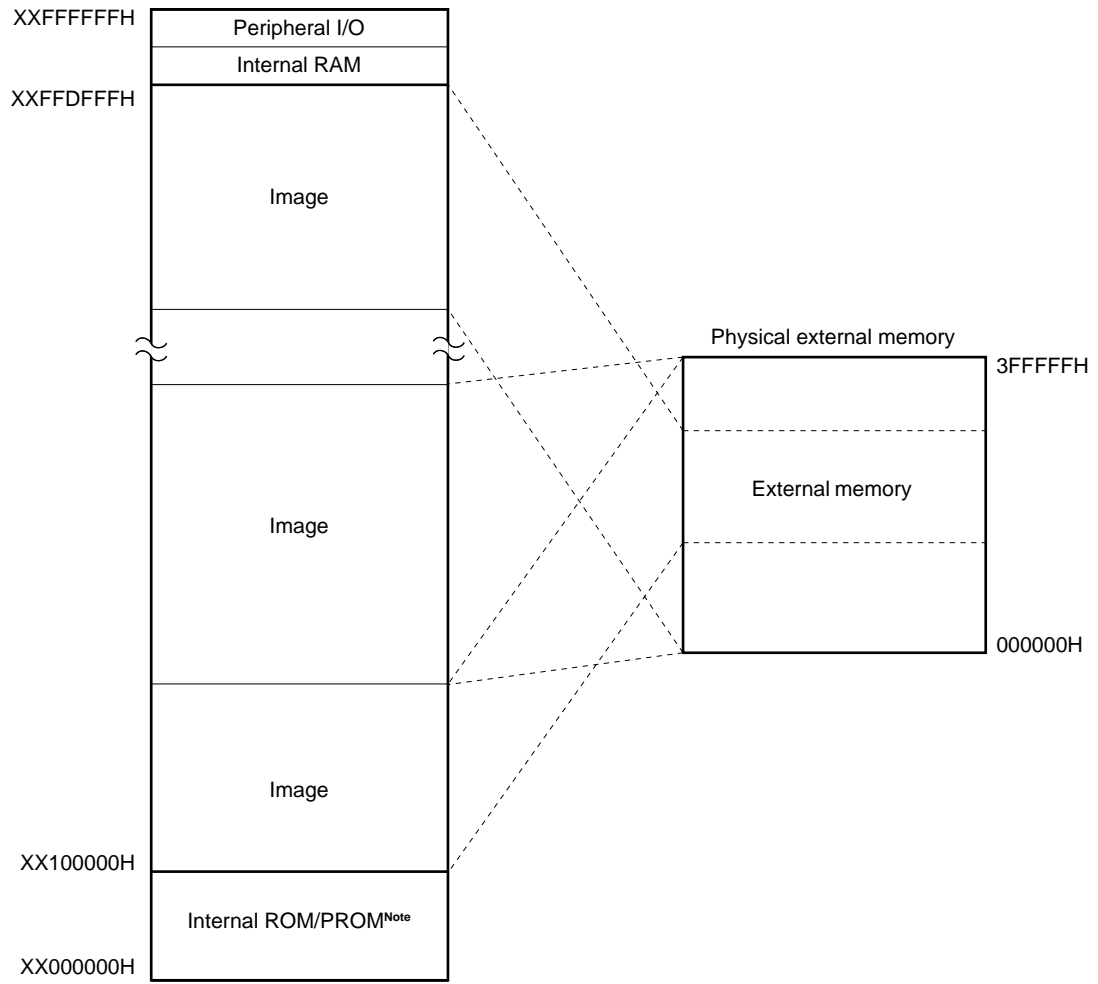 XXFFFFFFH
Peripheral I/O
Internal RAM
XXFFDFFFH
Image
Physical external memory
3FFFFFH
External memory
Image
000000H
Image
XX100000H
Internal ROM/PROMNote
XX000000H